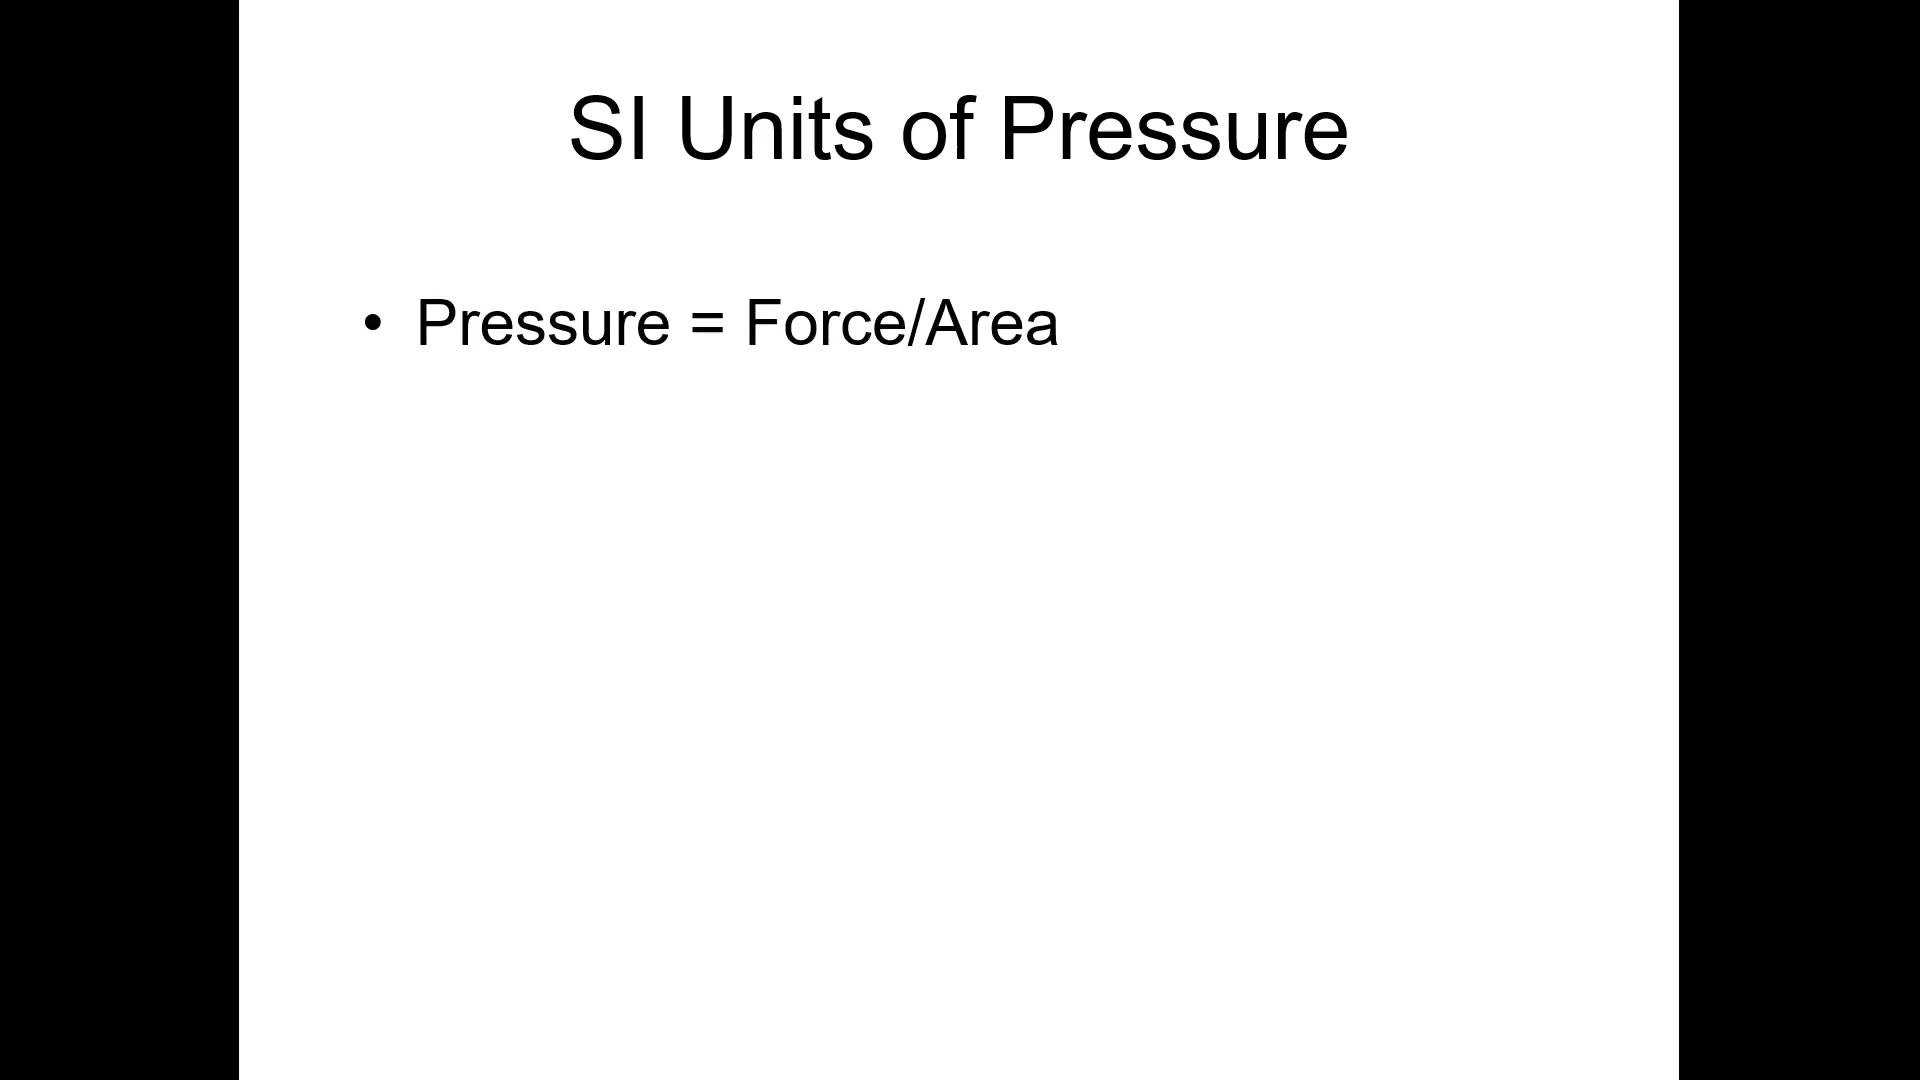 SI Units of Pressure
• Pressure = Force/Area